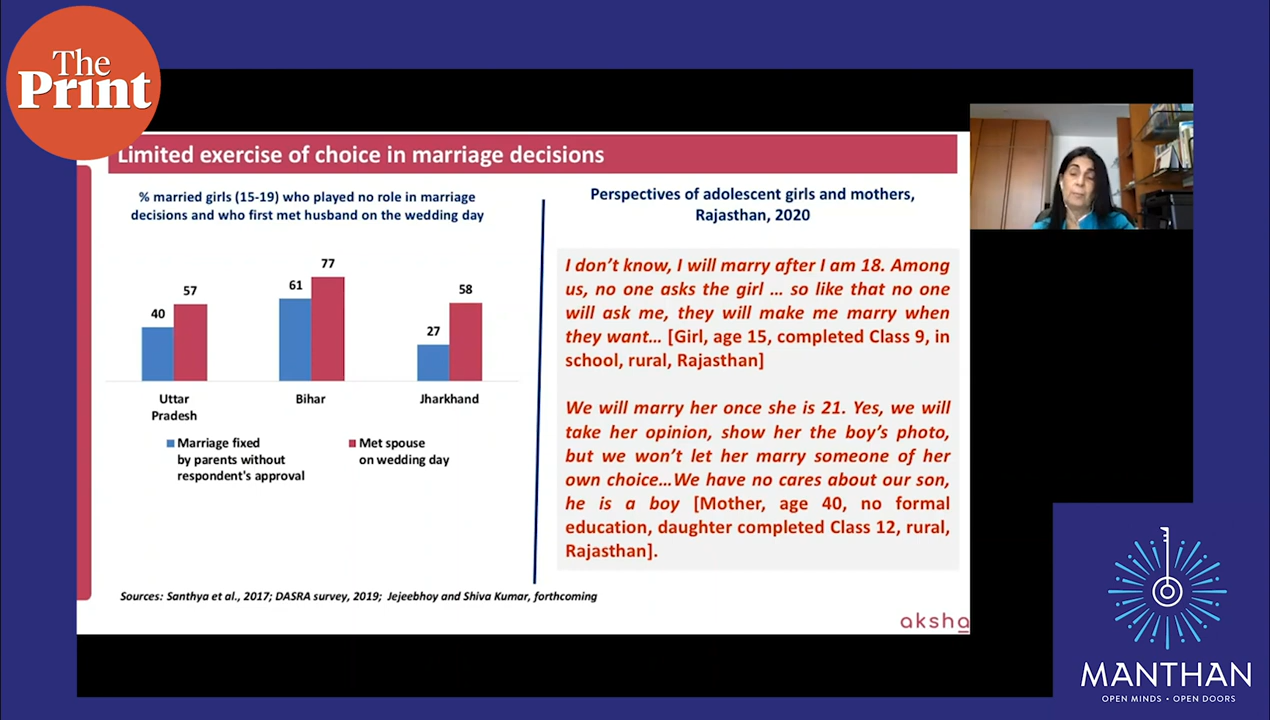 The
Print
Limited exercise of choice in marriage decisions
% married girls (15-19) who played no role in marriage
decisions and who first met husband on the wedding day
40
57
61
77
27
58
Uttar
Pradesh
Bihar
Jharkhand
Marriage fixed
by parents without
respondent's approval
Met spouse
on wedding day
Perspectives of adolescent girls and mothers,
Rajasthan, 2020
I don't know, I will marry after I am 18. Among
us, no one asks the girl … so like that no one
will ask me, they will make me marry when
they want… [Girl, age 15, completed Class 9, in
school, rural, Rajasthan]
We will marry her once she is 21. Yes, we will
take her opinion, show her the boy's photo,
but we won't let her marry someone of her
own choice…We have no cares about our son,
he is a boy [Mother, age 40, no formal
education, daughter completed Class 12, rural,
Rajasthan].
Sources: Santhya et al., 2017; DASRA survey, 2019; Jejeebhoy and Shiva Kumar, forthcoming
aksha
MANTHAN
OPEN MINDS • OPEN DOORS